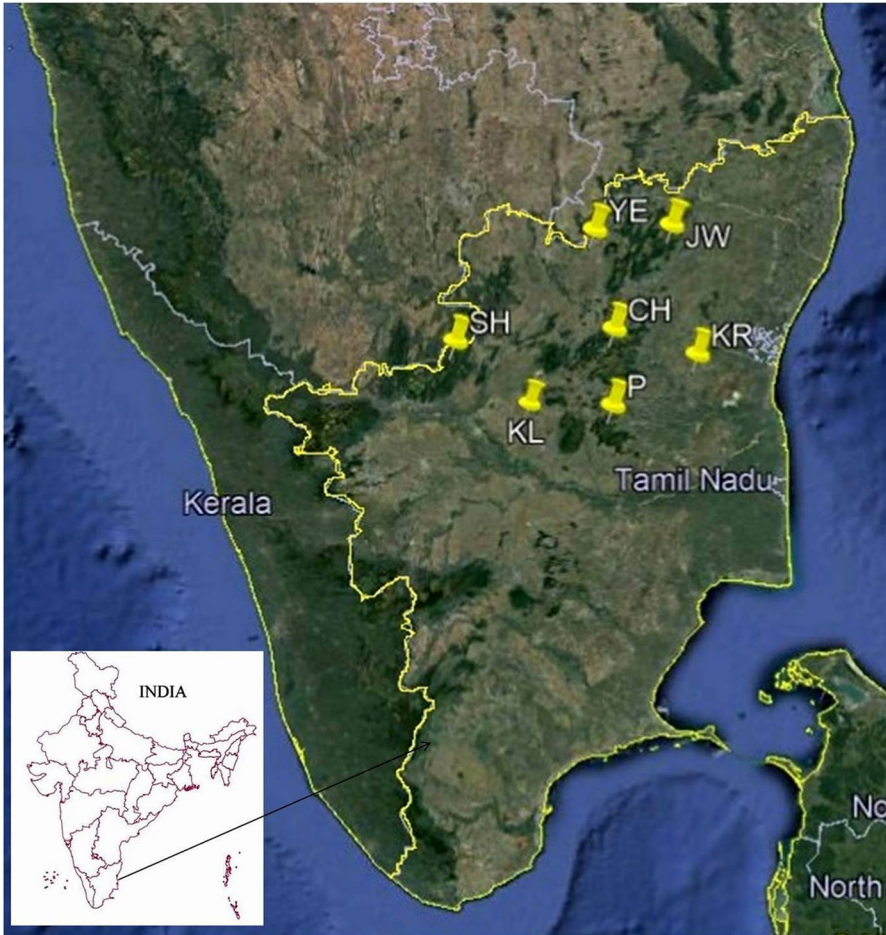 YE
JW
SH
CH
KR
P
KL
Tamil Nadu
Kerala
INDIA
No
North